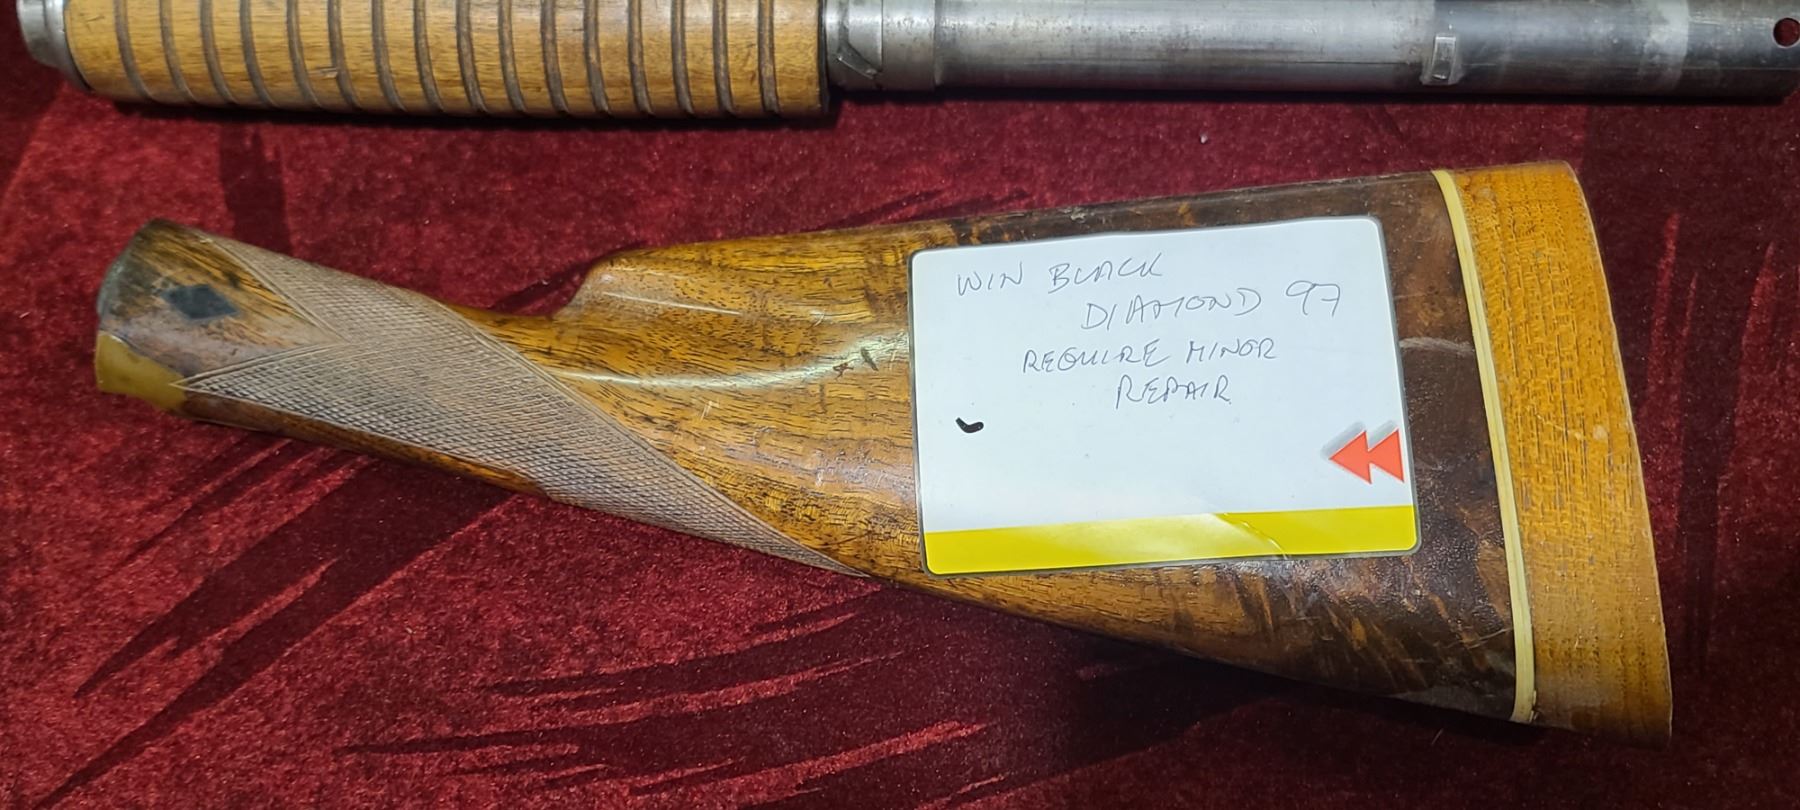 WIN BLACK
DIAMOND 97
REQUIRE MINOR
REPAIR